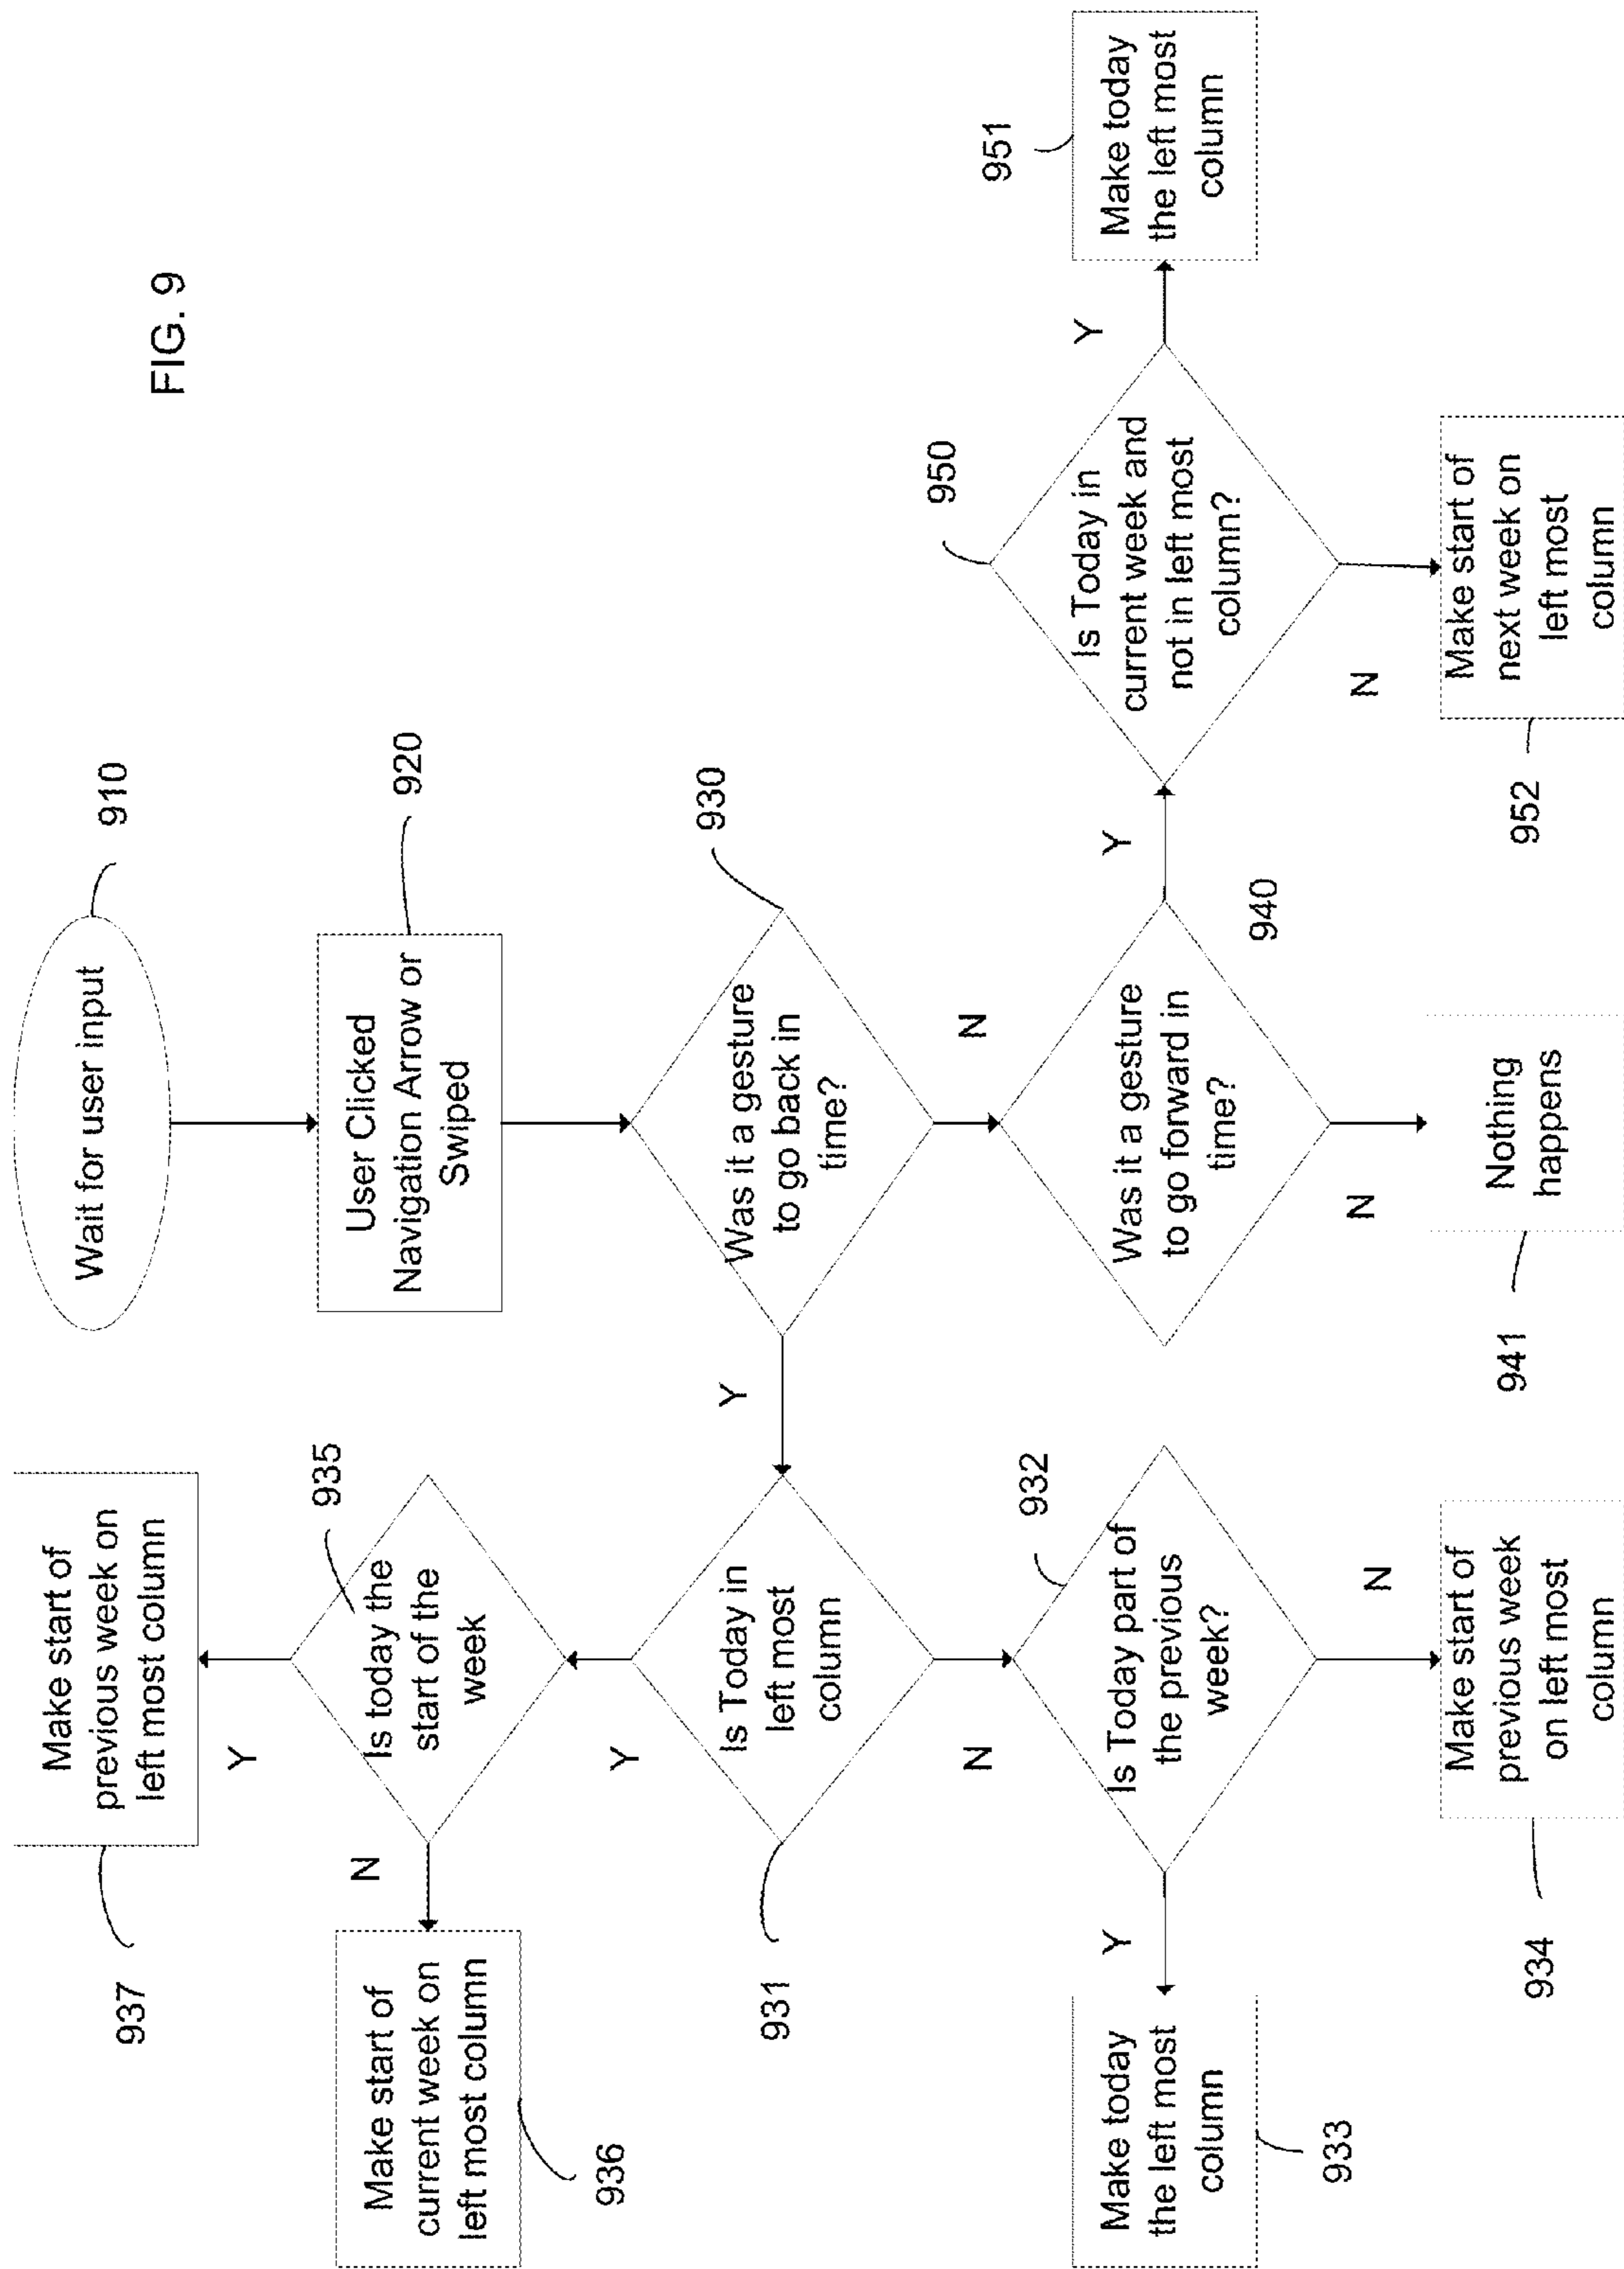 FIG. 9
Wait for user input
910
User Clicked
Navigation Arrow or
Swiped
920
Was it a gesture
to go back in
time?
930
Y
N
Is Today in
left most
column
931
Y
N
Is today the
start of the
week
935
Y
N
Make start of
previous week on
left most column
937
Make start of
current week on
left most column
936
Is Today part of
the previous
week?
932
Y
N
Make today
the left most
column
933
Make start of
previous week
on left most
column
934
Was it a gesture
to go forward in
time?
940
Y
N
Nothing
happens
941
Is Today in
current week and
not in left most
column?
950
Y
N
Make today
the left most
column
951
Make start of
next week on
left most
column
952